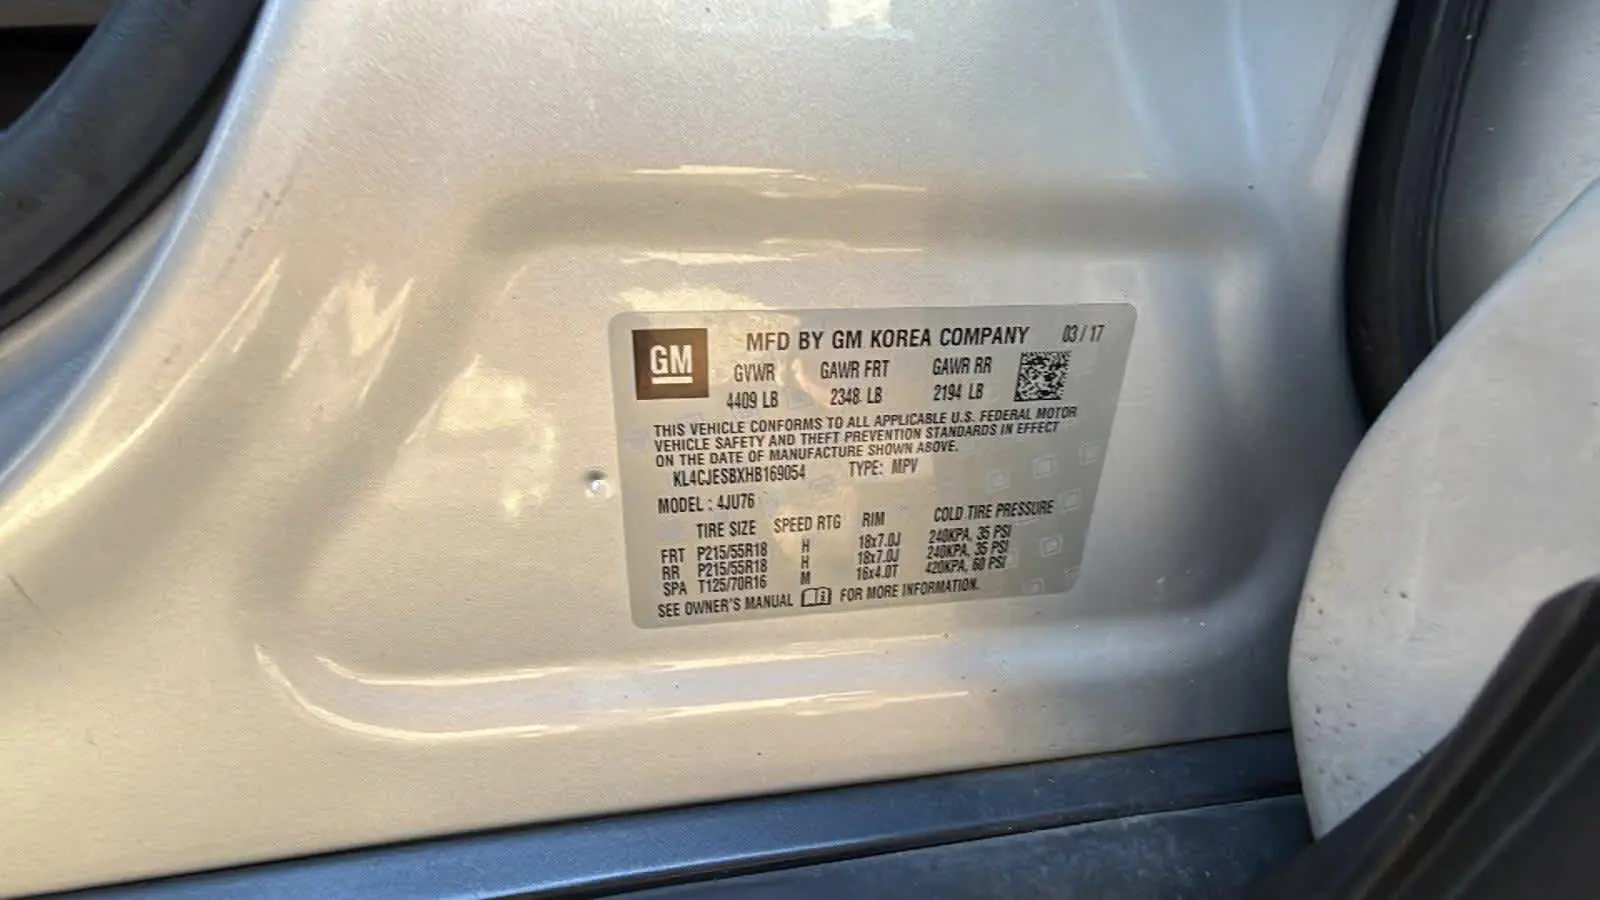 GM
MFD BY GM KOREA COMPANY 03 / 17
GVWR GAWR FRT GAWR RR
4409 LB 2348 LB 2194 LB
THIS VEHICLE CONFORMS TO ALL APPLICABLE U.S. FEDERAL MOTOR
VEHICLE SAFETY AND THEFT PREVENTION STANDARDS IN EFFECT
ON THE DATE OF MANUFACTURE SHOWN ABOVE.
KL4CJESBXHB169054 TYPE: MPV
MODEL : 4JU76
TIRE SIZE SPEED RTG RIM COLD TIRE PRESSURE
FRT P215/55R18 H 18x7.0J 240KPA, 35 PSI
RR P215/55R18 H 18x7.0J 240KPA, 35 PSI
SPA T125/70R16 M 16x4.0T 420KPA, 60 PSI
SEE OWNER'S MANUAL FOR MORE INFORMATION.